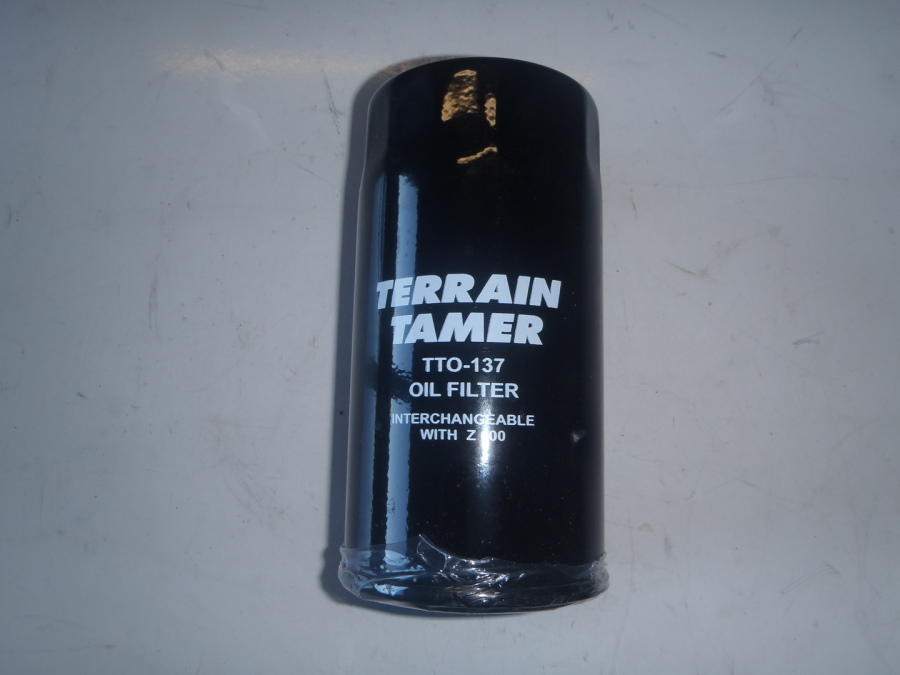 TERRAIN
TAMER
TTO-137
OIL FILTER
INTERCHANGEABLE
WITH